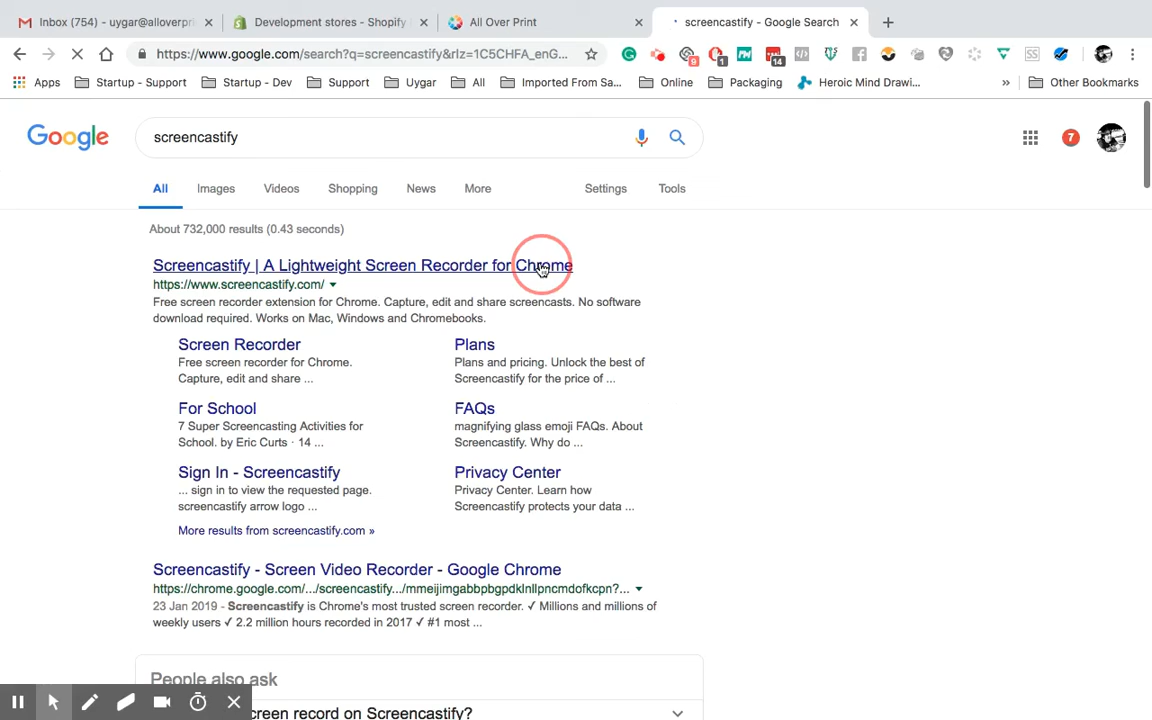 Inbox (754) - uygar@alloverpri
Development stores - Shopify
All Over Print
screencastify - Google Search
https://www.google.com/search?q=screencastify&rlz=1C5CHFA_enG...
9
1
14
Apps
Startup - Support
Startup - Dev
Support
Uygar
All
Imported From Sa...
Online
Packaging
Heroic Mind Drawi...
»
Other Bookmarks
Google
screencastify
7
All
Images
Videos
Shopping
News
More
Settings
Tools
About 732,000 results (0.43 seconds)
Screencastify | A Lightweight Screen Recorder for Chrome
https://www.screencastify.com/
Free screen recorder extension for Chrome. Capture, edit and share screencasts. No software
download required. Works on Mac, Windows and Chromebooks.
Screen Recorder
Free screen recorder for Chrome.
Capture, edit and share ...
Plans
Plans and pricing. Unlock the best of
Screencastify for the price of ...
For School
7 Super Screencasting Activities for
School. by Eric Curts · 14 ...
FAQs
magnifying glass emoji FAQs. About
Screencastify. Why do ...
Sign In - Screencastify
... sign in to view the requested page.
screencastify arrow logo ...
Privacy Center
Privacy Center. Learn how
Screencastify protects your data ...
More results from screencastify.com »
Screencastify - Screen Video Recorder - Google Chrome
https://chrome.google.com/.../screencastify.../mmeijimgabbpbgpdklnllpncmdofkcpn?...
23 Jan 2019 - Screencastify is Chrome's most trusted screen recorder. ✓ Millions and millions of
weekly users ✓ 2.2 million hours recorded in 2017 ✓ #1 most ...
People also ask
creen record on Screencastify?